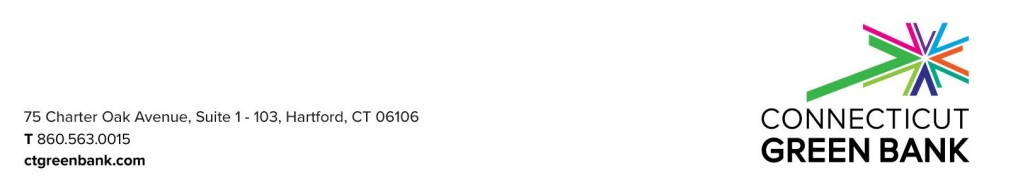 75 Charter Oak Avenue, Suite 1 - 103, Hartford, CT 06106
T 860.563.0015
ctgreenbank.com
CONNECTICUT
GREEN BANK